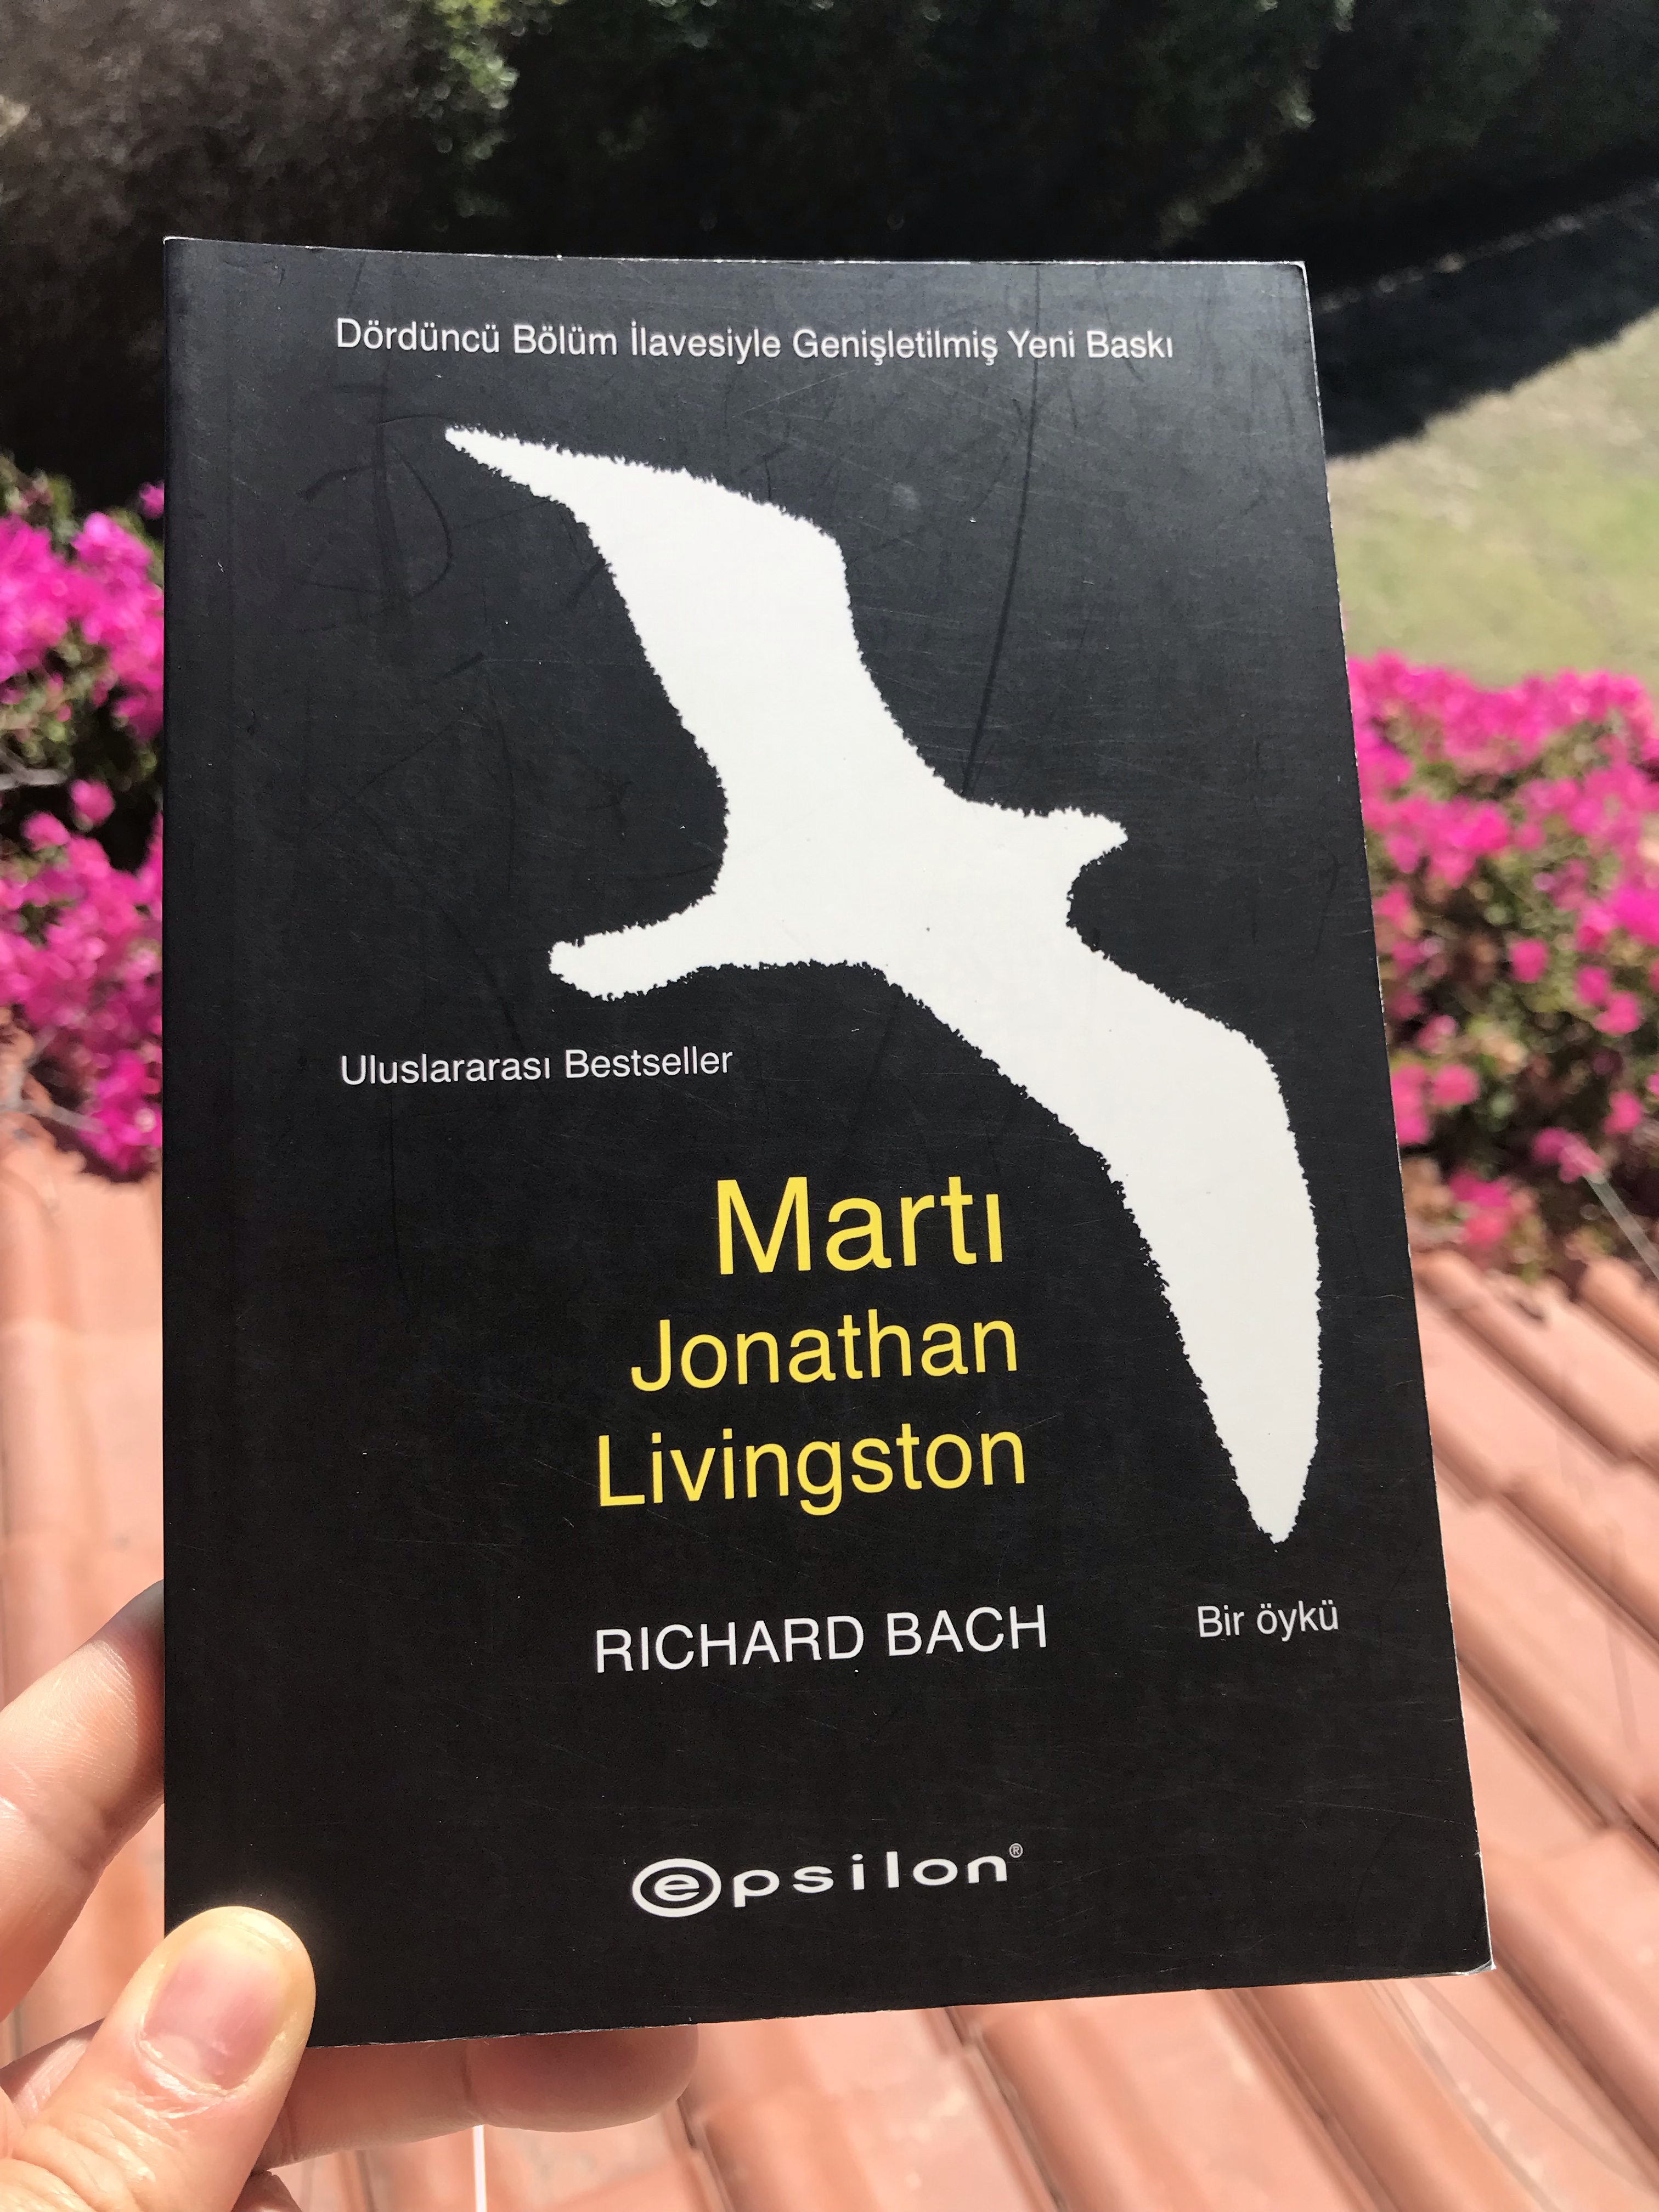 Dördüncü Bölüm İlavesiyle Genişletilmiş Yeni Baskı
Uluslararası Bestseller
Martı
Jonathan
Livingston
RICHARD BACH
Bir öykü
epsilon®